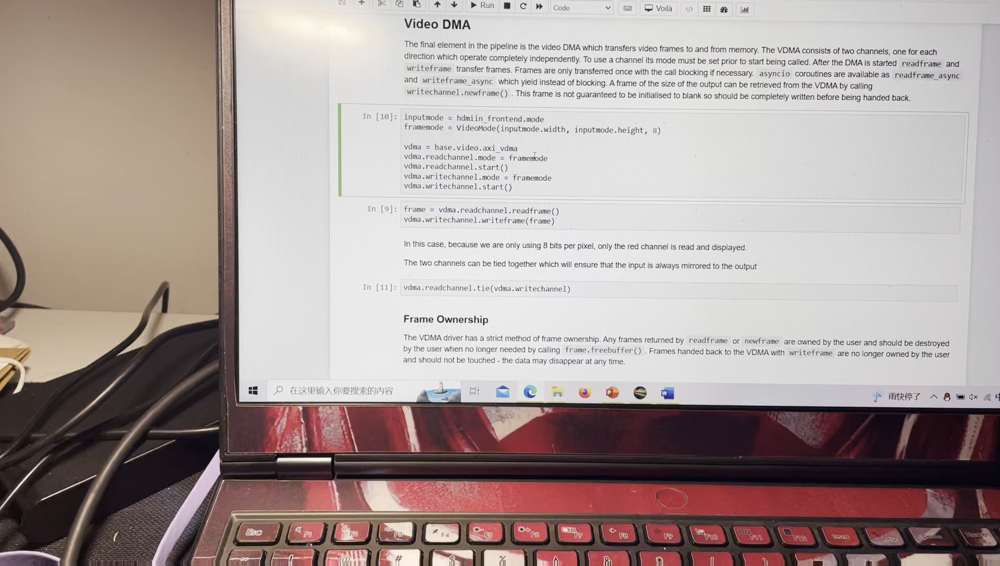 Run
Code
Voilà
Video DMA
The final element in the pipeline is the video DMA which transfers video frames to and from memory. The VDMA consists of two channels, one for each
direction which operate completely independently. To use a channel its mode must be set prior to start being called. After the DMA is started readframe and
writeframe transfer frames. Frames are only transferred once with the call blocking if necessary. asyncio coroutines are available as readframe_async
and writeframe_async which yield instead of blocking. A frame of the size of the output can be retrieved from the VDMA by calling
writechannel.newframe() . This frame is not guaranteed to be initialised to blank so should be completely written before being handed back.
In [10]: inputmode = hdmiin_frontend.mode
framemode = VideoMode(inputmode.width, inputmode.height, 8)
vdma = base.video.axi_vdma
vdma.readchannel.mode = framemode
vdma.readchannel.start()
vdma.writechannel.mode = framemode
vdma.writechannel.start()
In [9]: frame = vdma.readchannel.readframe()
vdma.writechannel.writeframe(frame)
In this case, because we are only using 8 bits per pixel, only the red channel is read and displayed.
The two channels can be tied together which will ensure that the input is always mirrored to the output
In [11]: vdma.readchannel.tie(vdma.writechannel)
Frame Ownership
The VDMA driver has a strict method of frame ownership. Any frames returned by readframe or newframe are owned by the user and should be destroyed
by the user when no longer needed by calling frame.freebuffer() . Frames handed back to the VDMA with writeframe are no longer owned by the user
and should not be touched - the data may disappear at any time.
在这里输入你要搜索的内容
雨快停了
Esc F1 F2 F3 F4 F5 F6 F7 F8 F9 F10 F11 F12 Insert PrtSc
~ ! @ # $ % & * ( )